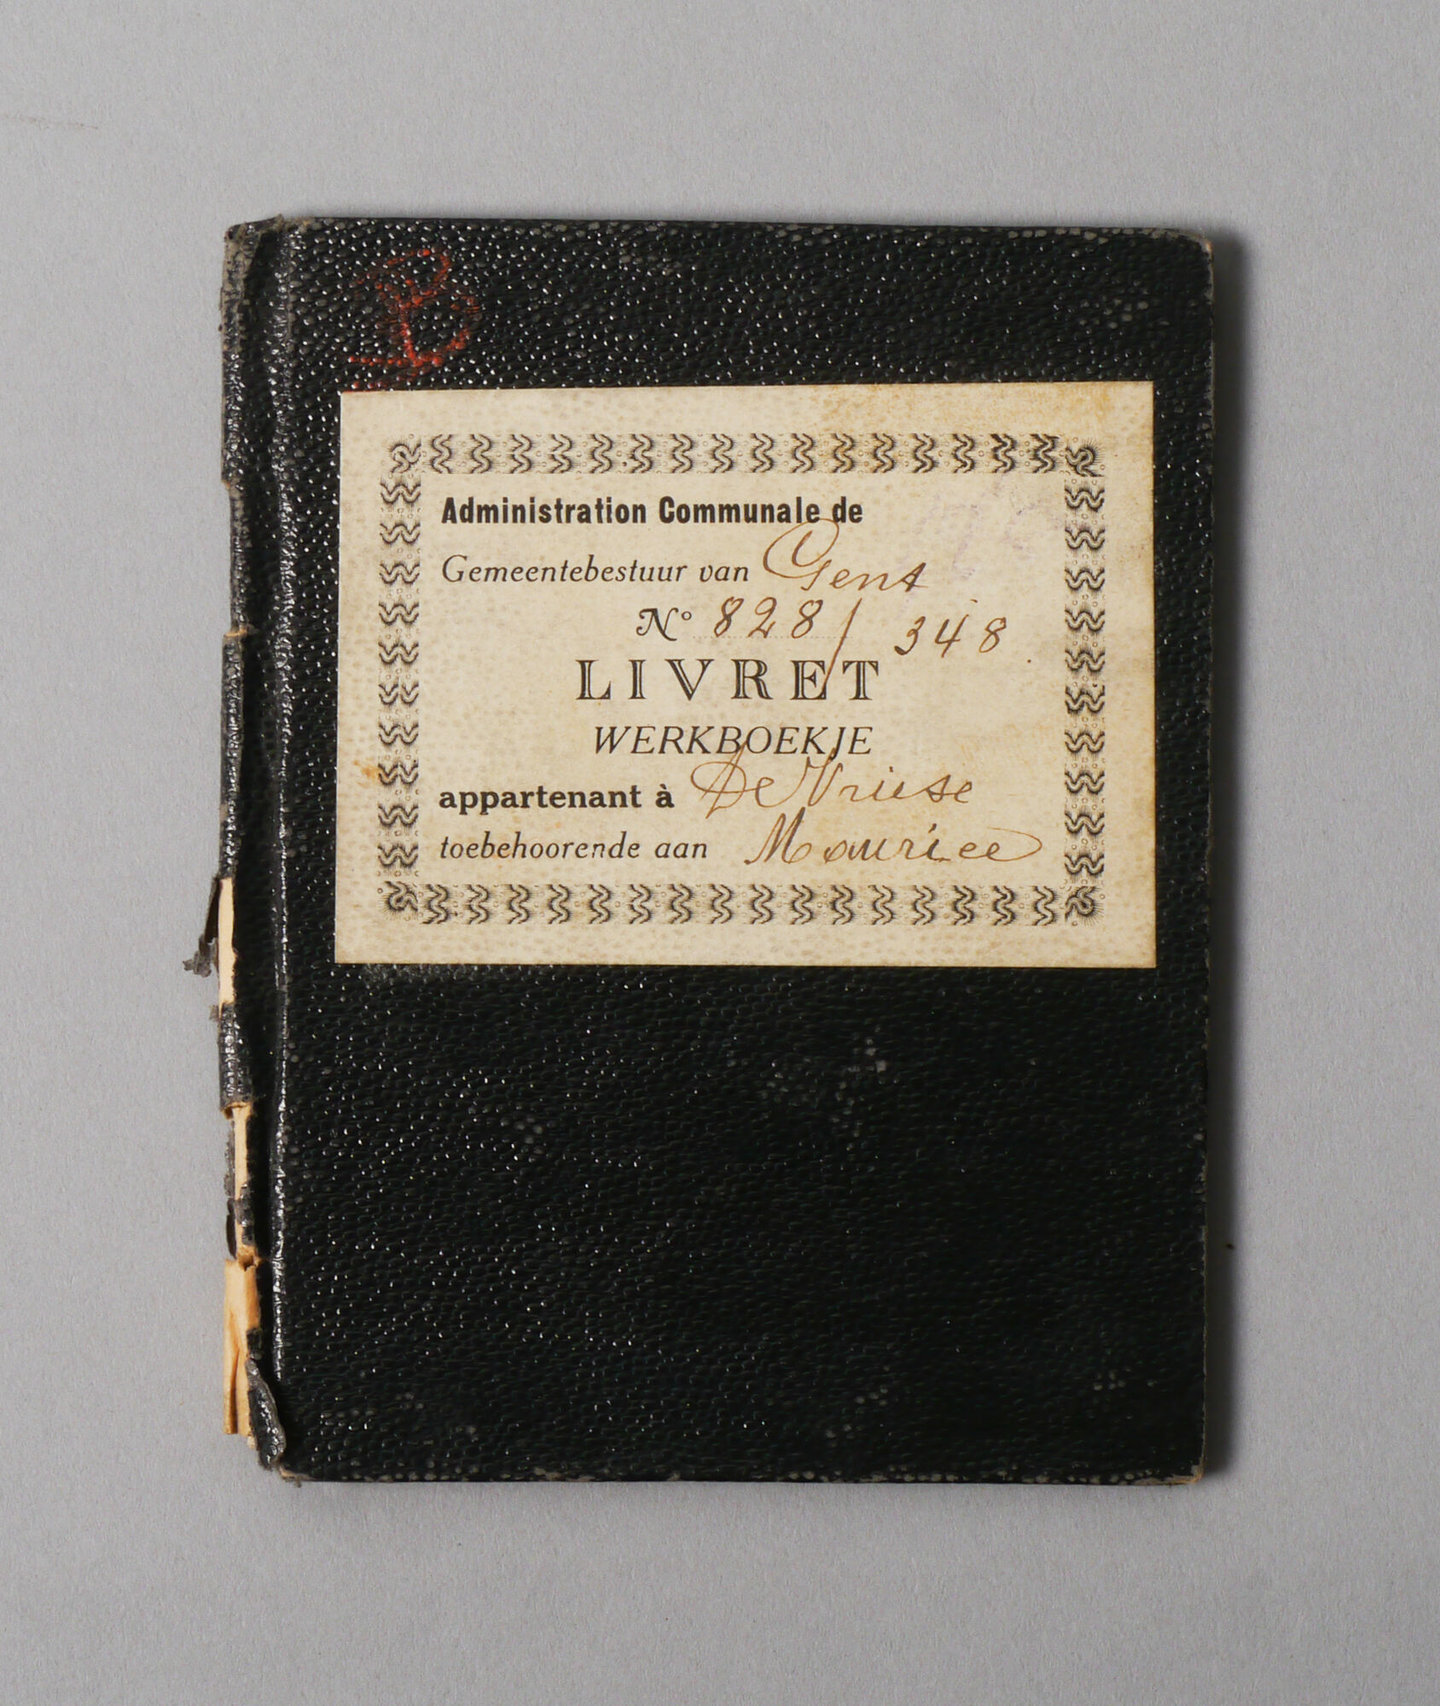 B
Administration Communale de
Gemeentebestuur van Gent
N° 828/348
LIVRET
WERKBOEKJE
appartenant à De Vriese
toebehoorende aan Maurice